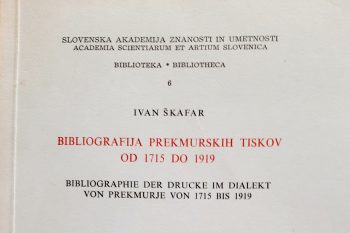 SLOVENSKA AKADEMIJA ZNANOSTI IN UMETNOSTI
ACADEMIA SCIENTIARUM ET ARTIUM SLOVENICA
BIBLIOTEKA • BIBLIOTHECA
6
IVAN ŠKAFAR
BIBLIOGRAFIJA PREKMURSKIH TISKOV
OD 1715 DO 1919
BIBLIOGRAPHIE DER DRUCKE IM DIALEKT
VON PREKMURJE VON 1715 BIS 1919